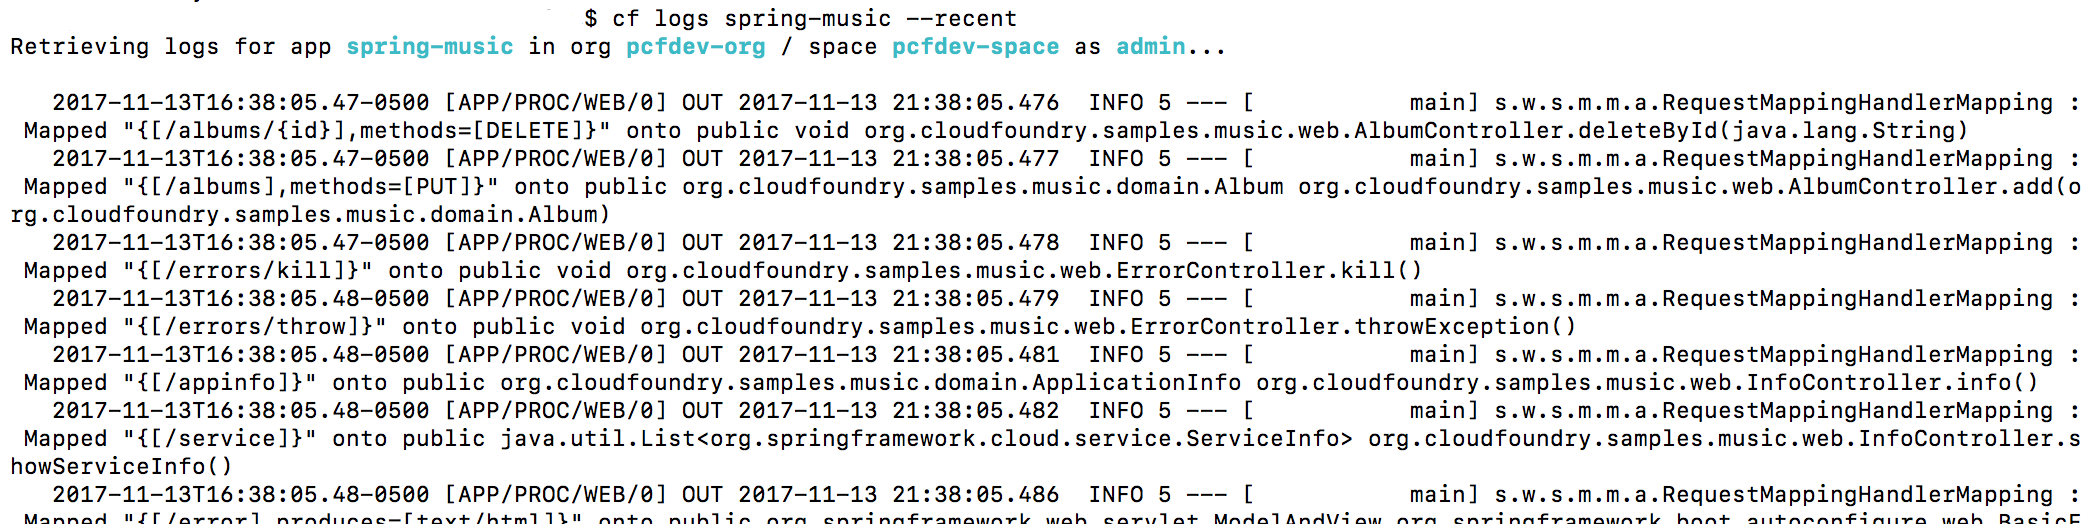 $ cf logs spring-music --recent
Retrieving logs for app spring-music in org pcfdev-org / space pcfdev-space as admin...
2017-11-13T16:38:05.47-0500 [APP/PROC/WEB/0] OUT 2017-11-13 21:38:05.476  INFO 5 --- [           main] s.w.s.m.m.a.RequestMappingHandlerMapping :
Mapped "{[/albums/{id}],methods=[DELETE]}" onto public void org.cloudfoundry.samples.music.web.AlbumController.deleteById(java.lang.String)
2017-11-13T16:38:05.47-0500 [APP/PROC/WEB/0] OUT 2017-11-13 21:38:05.477  INFO 5 --- [           main] s.w.s.m.m.a.RequestMappingHandlerMapping :
Mapped "{[/albums],methods=[PUT]}" onto public org.cloudfoundry.samples.music.domain.Album org.cloudfoundry.samples.music.web.AlbumController.add(o
rg.cloudfoundry.samples.music.domain.Album)
2017-11-13T16:38:05.47-0500 [APP/PROC/WEB/0] OUT 2017-11-13 21:38:05.478  INFO 5 --- [           main] s.w.s.m.m.a.RequestMappingHandlerMapping :
Mapped "{[/errors/kill]}" onto public void org.cloudfoundry.samples.music.web.ErrorController.kill()
2017-11-13T16:38:05.48-0500 [APP/PROC/WEB/0] OUT 2017-11-13 21:38:05.479  INFO 5 --- [           main] s.w.s.m.m.a.RequestMappingHandlerMapping :
Mapped "{[/errors/throw]}" onto public void org.cloudfoundry.samples.music.web.ErrorController.throwException()
2017-11-13T16:38:05.48-0500 [APP/PROC/WEB/0] OUT 2017-11-13 21:38:05.481  INFO 5 --- [           main] s.w.s.m.m.a.RequestMappingHandlerMapping :
Mapped "{[/appinfo]}" onto public org.cloudfoundry.samples.music.domain.ApplicationInfo org.cloudfoundry.samples.music.web.InfoController.info()
2017-11-13T16:38:05.48-0500 [APP/PROC/WEB/0] OUT 2017-11-13 21:38:05.482  INFO 5 --- [           main] s.w.s.m.m.a.RequestMappingHandlerMapping :
Mapped "{[/service]}" onto public java.util.List<org.springframework.cloud.service.ServiceInfo> org.cloudfoundry.samples.music.web.InfoController.s
howServiceInfo()
2017-11-13T16:38:05.48-0500 [APP/PROC/WEB/0] OUT 2017-11-13 21:38:05.486  INFO 5 --- [           main] s.w.s.m.m.a.RequestMappingHandlerMapping :
Mapped "{[/error],produces=[text/html]}" onto public org.springframework.web.servlet.ModelAndView org.springframework.boot.autoconfigure.web.BasicE